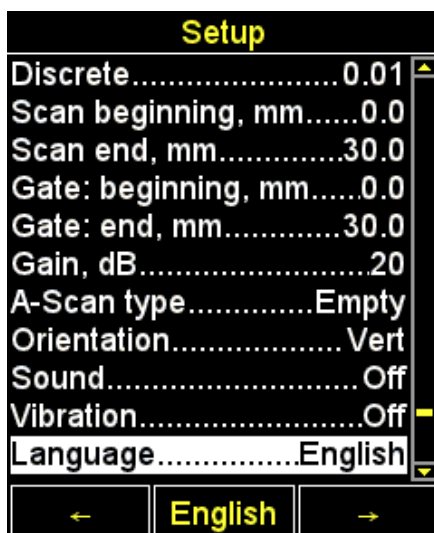 Setup
Discrete......................0.01
Scan beginning, mm......0.0
Scan end, mm..............30.0
Gate: beginning, mm......0.0
Gate: end, mm.............30.0
Gain, dB.........................20
A-Scan type..............Empty
Orientation................... Vert
Sound............................ Off
Vibration.........................Off
Language................English
← English →